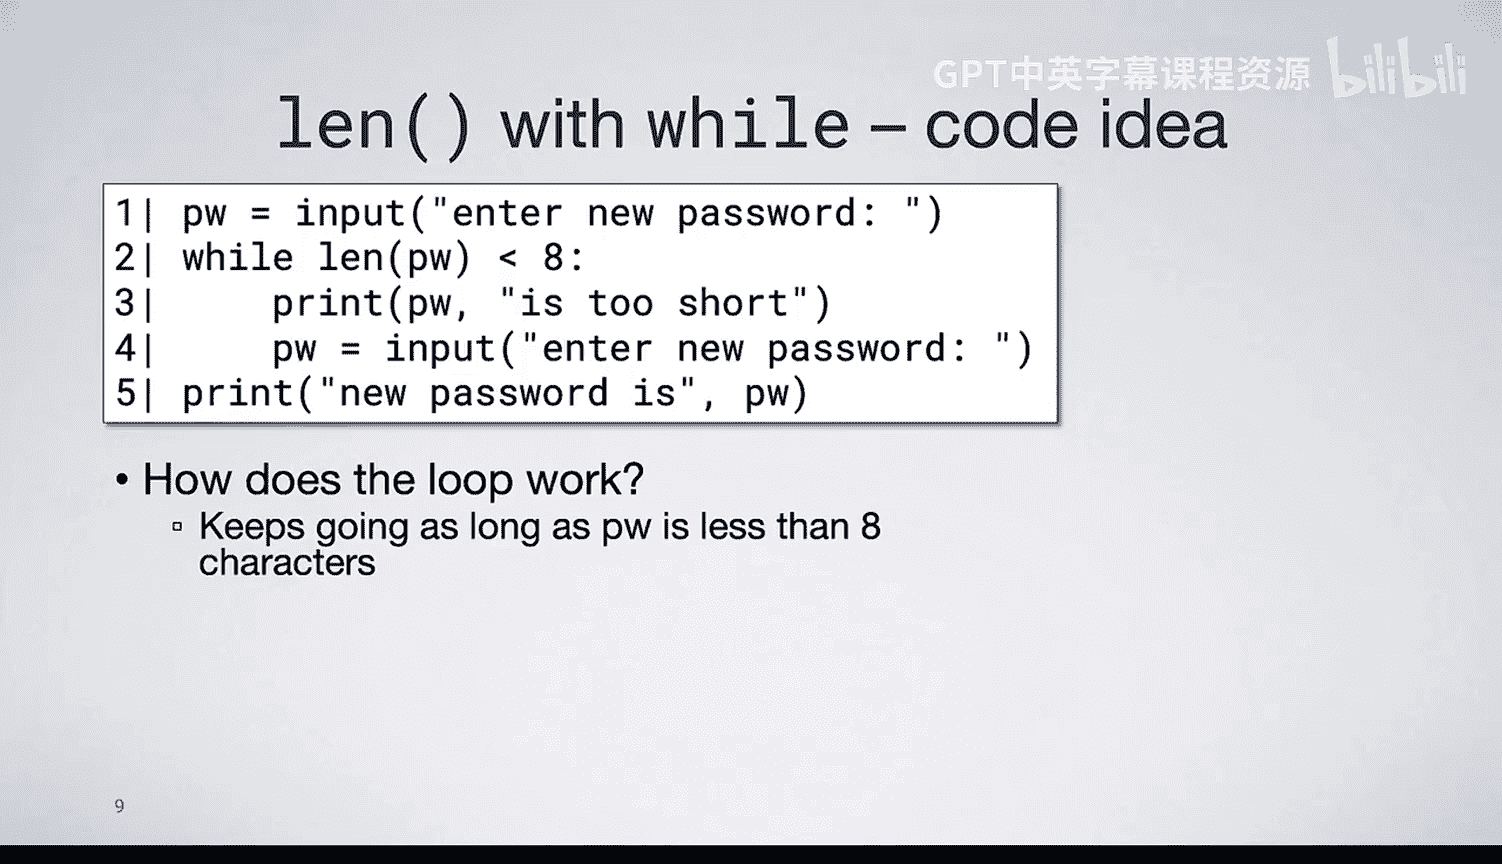 GPT中英字幕课程资源 bilibili
len() with while – code idea
1| pw = input("enter new password: ")
2| while len(pw) < 8:
3|     print(pw, "is too short")
4|     pw = input("enter new password: ")
5| print("new password is", pw)
• How does the loop work?
▫ Keeps going as long as pw is less than 8
characters
9